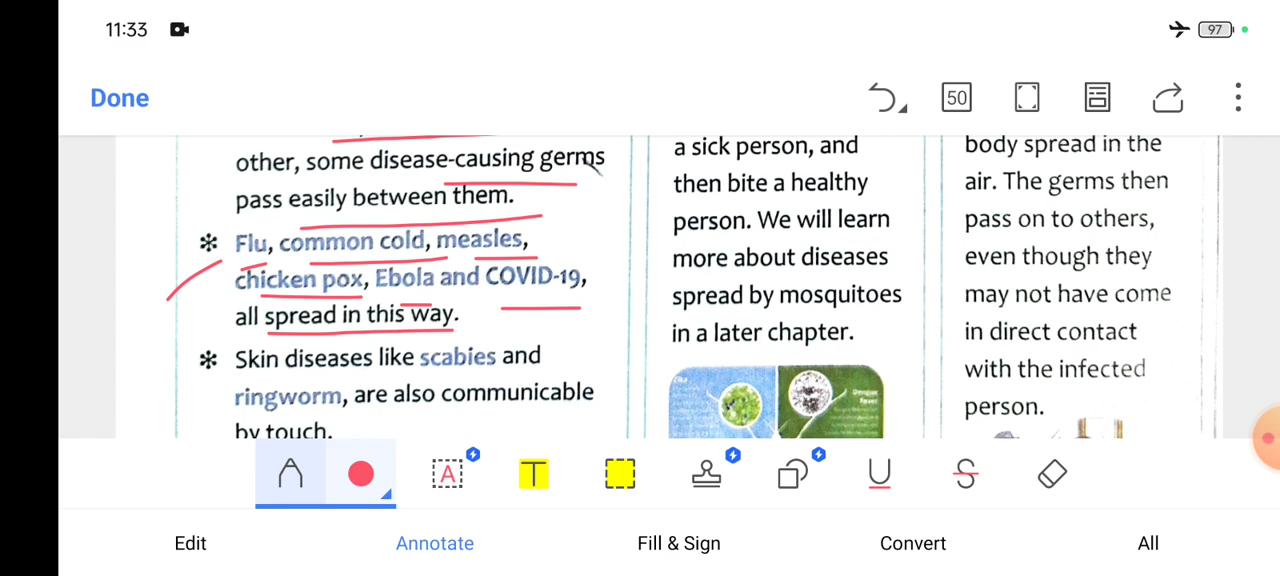 11:33
97
Done
50
other, some disease-causing germs
pass easily between them.
✻ Flu, common cold, measles,
chicken pox, Ebola and COVID-19,
all spread in this way.
✻ Skin diseases like scabies and
ringworm, are also communicable
by touch.
a sick person, and
then bite a healthy
person. We will learn
more about diseases
spread by mosquitoes
in a later chapter.
Dengue
Fever
body spread in the
air. The germs then
pass on to others,
even though they
may not have come
in direct contact
with the infected
person.
A
T
U
S
Edit
Annotate
Fill & Sign
Convert
All